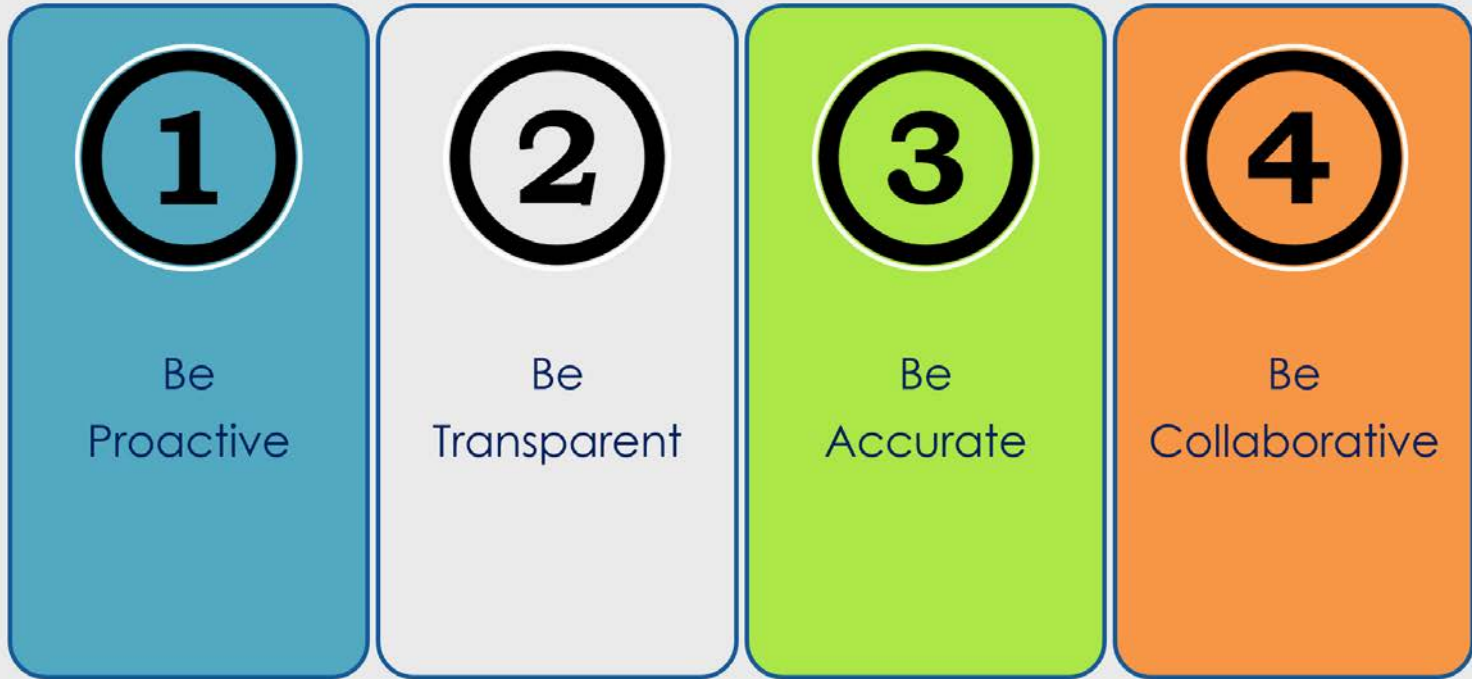 1
Be
Proactive
2
Be
Transparent
3
Be
Accurate
4
Be
Collaborative